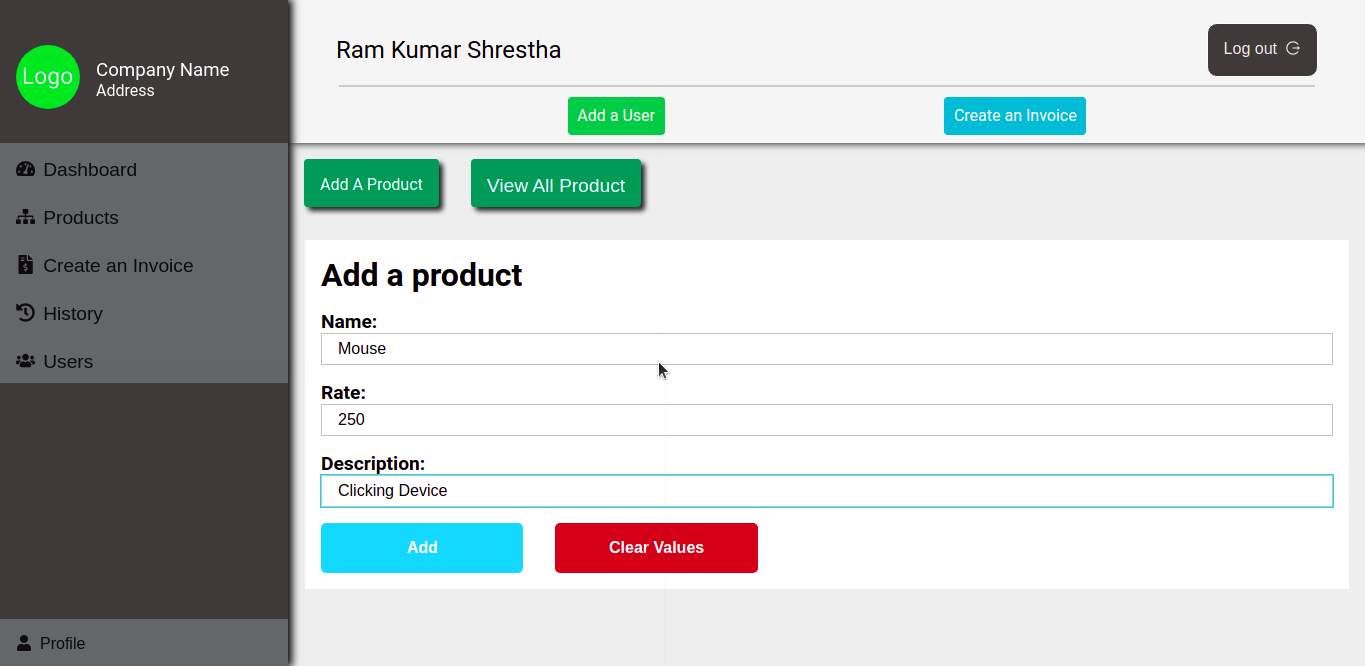 Logo
Company Name
Address
Dashboard
Products
Create an Invoice
History
Users
Profile
Ram Kumar Shrestha
Log out
Add a User
Create an Invoice
Add A Product
View All Product
Add a product
Name:
Mouse
Rate:
250
Description:
Clicking Device
Add
Clear Values